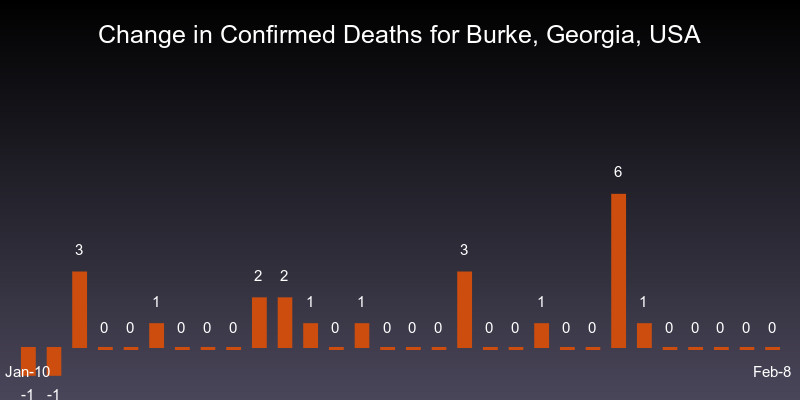 Change in Confirmed Deaths for Burke, Georgia, USA
6
3 3
2 2
1 1 1 1 1
0 0 0 0 0 0 0 0 0 0 0 0 0 0 0 0 0 0
Jan-10 Feb-8
-1 -1